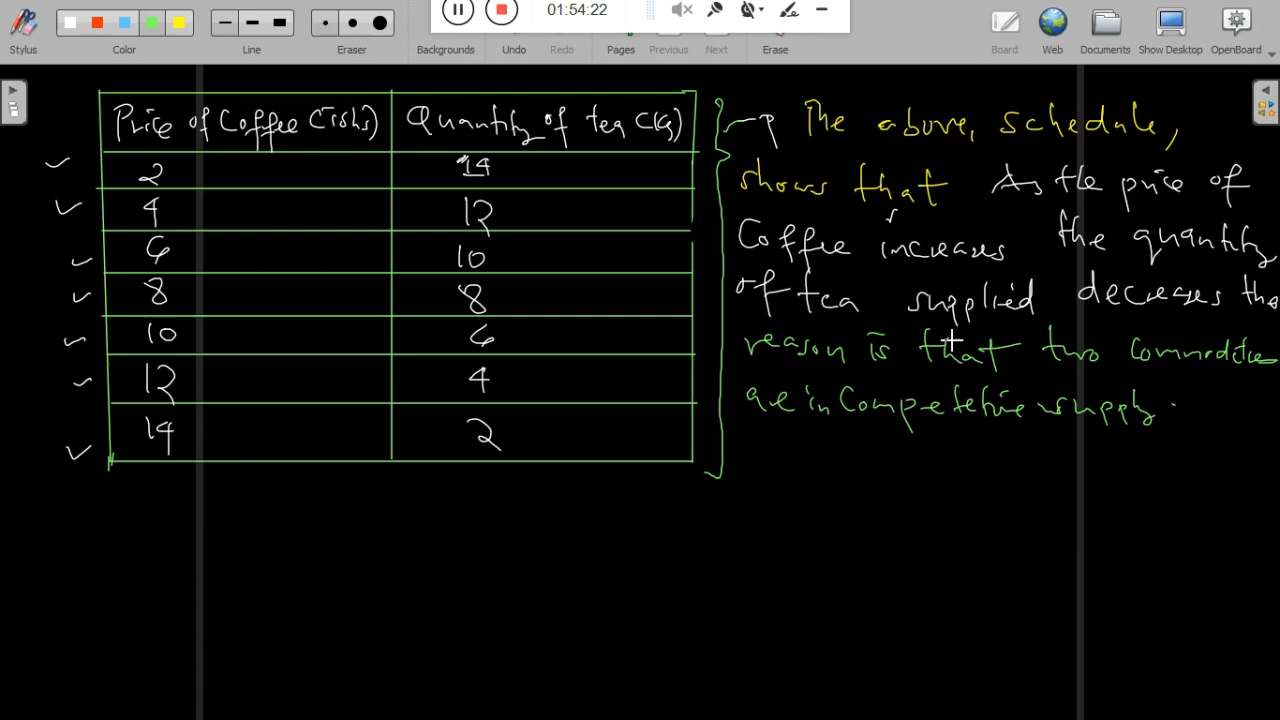 01:54:22
Stylus Color Line Eraser Backgrounds Undo Redo Pages Previous Next Erase Board Web Documents Show Desktop OpenBoard
Price of Coffee (Tshs) Quantity of tea (Kg)
2 14
4 12
6 10
8 8
10 6
12 4
14 2
The above, schedule,
shows that As the price of
Coffee increases the quantity
of tea supplied decreases the
reason is that two commodities
are in Competetive supply.